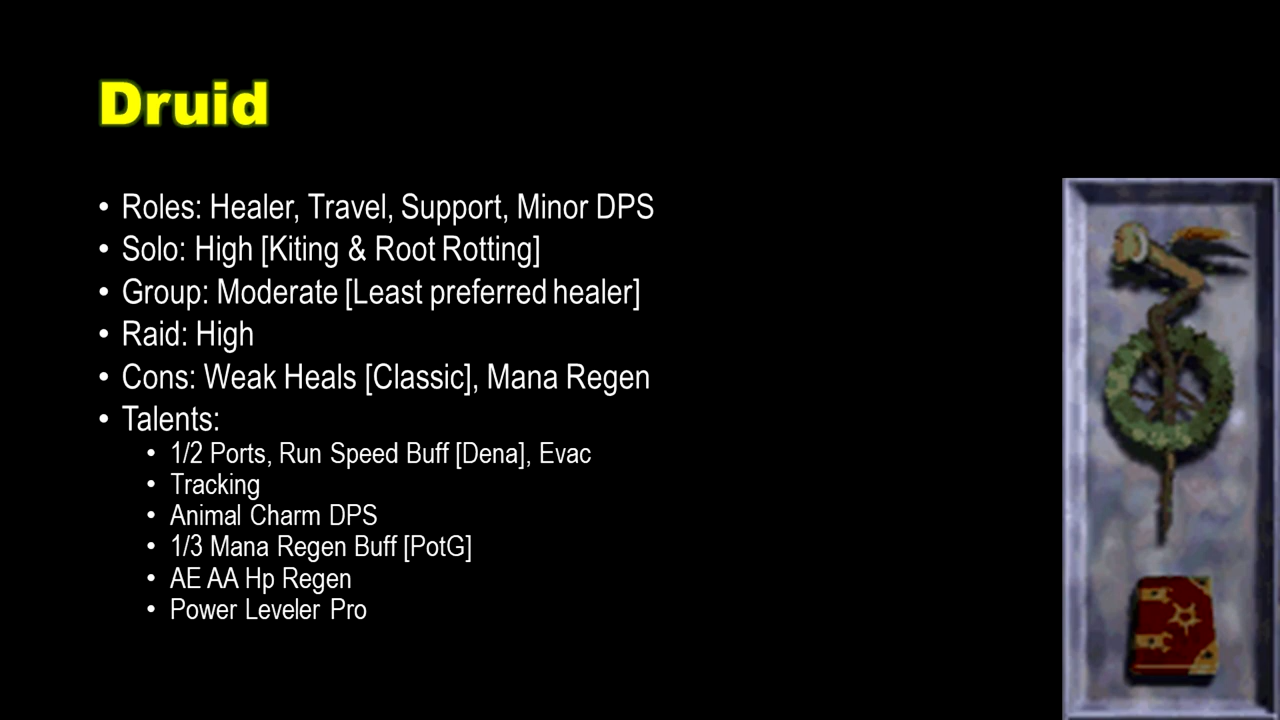 Druid
• Roles: Healer, Travel, Support, Minor DPS
• Solo: High [Kiting & Root Rotting]
• Group: Moderate [Least preferred healer]
• Raid: High
• Cons: Weak Heals [Classic], Mana Regen
• Talents:
• 1/2 Ports, Run Speed Buff [Dena], Evac
• Tracking
• Animal Charm DPS
• 1/3 Mana Regen Buff [PotG]
• AE AA Hp Regen
• Power Leveler Pro